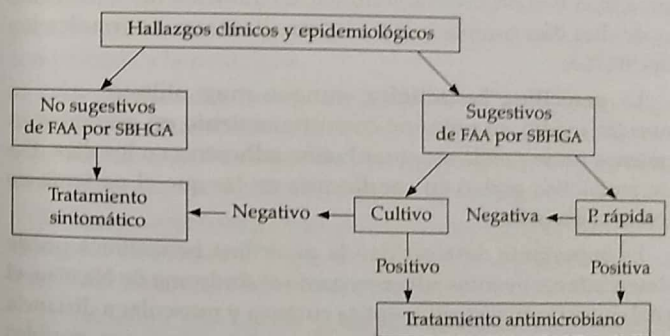 Hallazgos clínicos y epidemiológicos
No sugestivos
de FAA por SBHGA
Sugestivos
de FAA por SBHGA
Tratamiento
sintomático
Negativo
Cultivo
Negativa
P. rápida
Positivo
Positiva
Tratamiento antimicrobiano